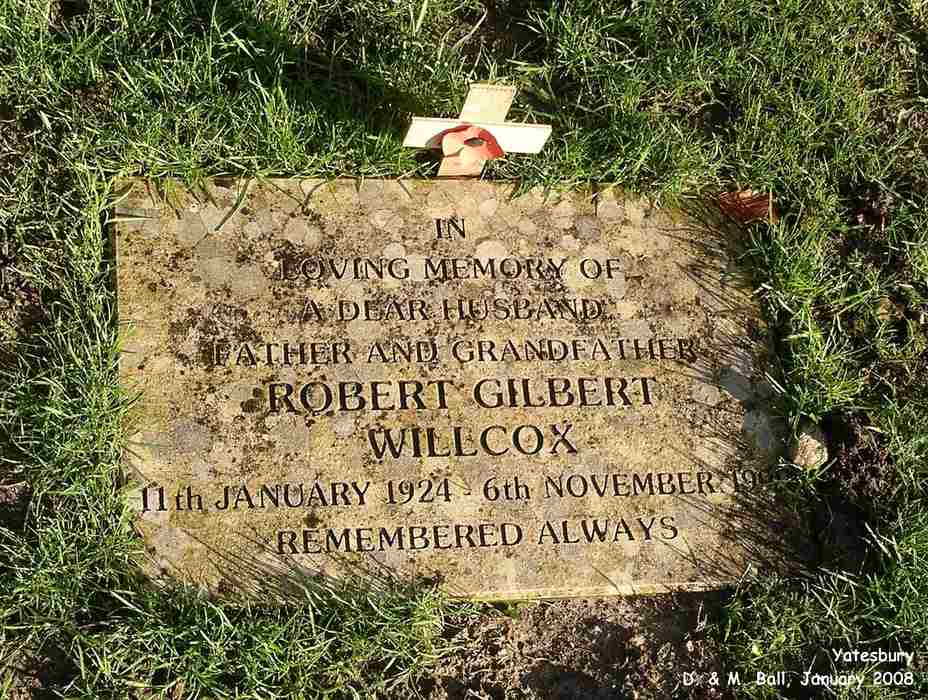 IN
LOVING MEMORY OF
A DEAR HUSBAND,
FATHER AND GRANDFATHER
ROBERT GILBERT
WILLCOX
11th JANUARY 1924 - 6th NOVEMBER
REMEMBERED ALWAYS
Yatesbury
D. & M. Ball, January 2008